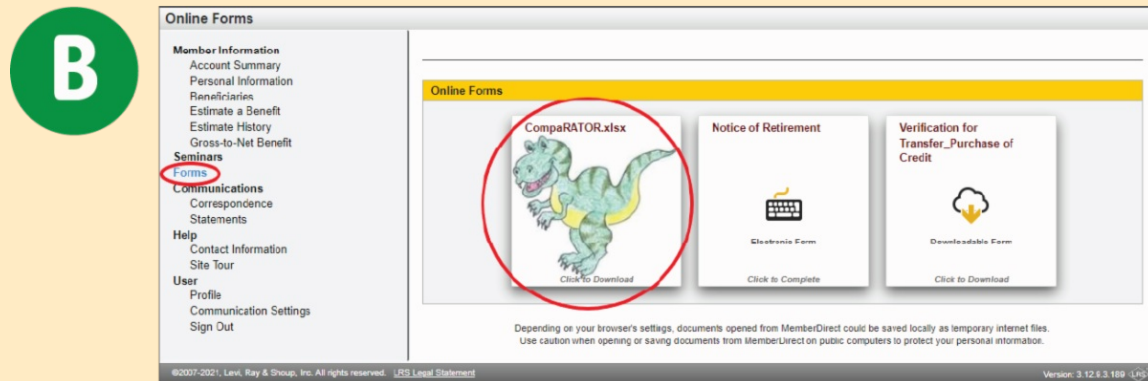 B
Online Forms
Member Information
Account Summary
Personal Information
Beneficiaries
Estimate a Benefit
Estimate History
Gross-to-Net Benefit
Seminars
Forms
Communications
Correspondence
Statements
Help
Contact Information
Site Tour
User
Profile
Communication Settings
Sign Out
Online Forms
CompaRATOR.xlsx
Click to Download
Notice of Retirement
Electronic Form
Click to Complete
Verification for
Transfer_Purchase of
Credit
Downloadable Form
Click to Download
Depending on your browser's settings, documents opened from MemberDirect could be saved locally as temporary internet files.
Use caution when opening or saving documents from MemberDirect on public computers to protect your personal information.
©2007-2021, Levi, Ray & Shoup, Inc. All rights reserved. LRS Legal Statement
Version: 3.12.6.3.189